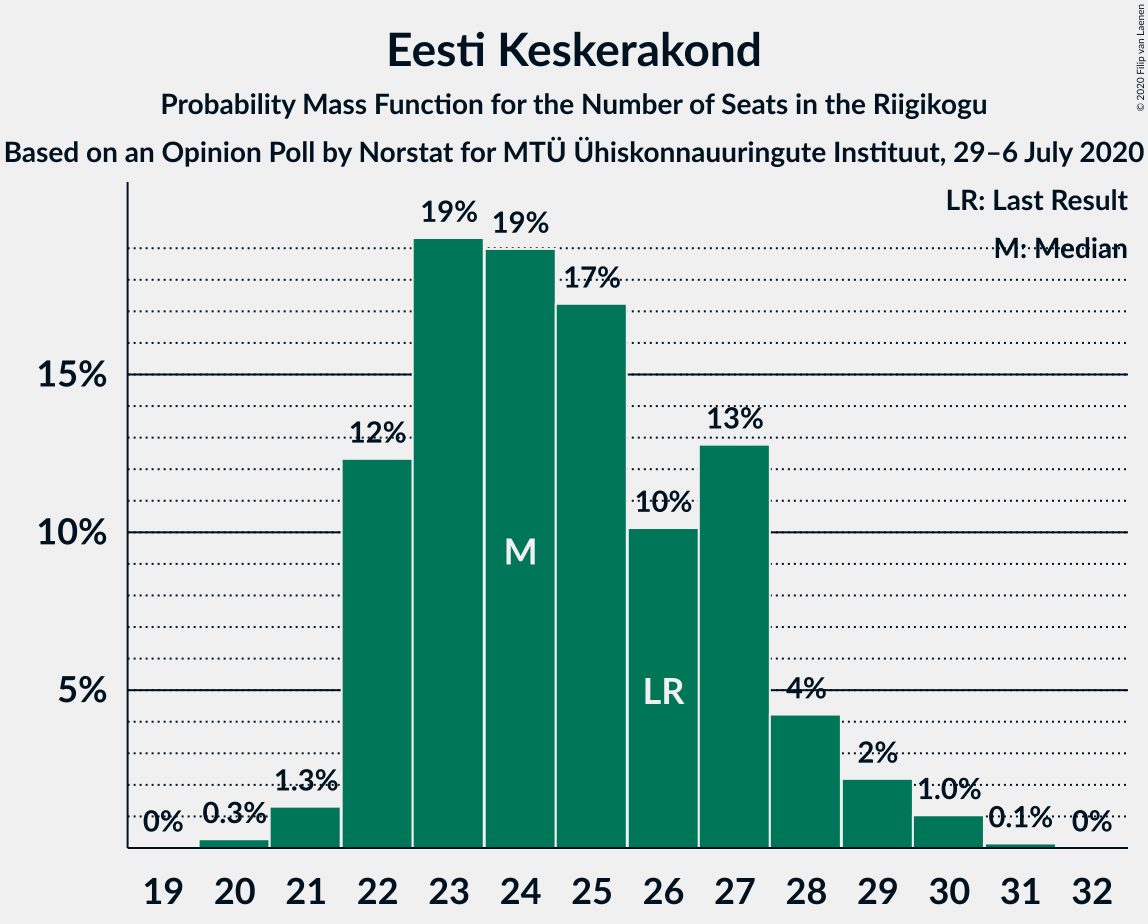 Eesti Keskerakond
Probability Mass Function for the Number of Seats in the Riigikogu
Based on an Opinion Poll by Norstat for MTÜ Ühiskonnauuringute Instituut, 29–6 July 2020
© 2020 Filip van Laenen
LR: Last Result
M: Median
15%
10%
5%
0%
0.3%
1.3%
12%
19%
19%
17%
10%
13%
4%
2%
1.0%
0.1%
0%
M
LR
19 20 21 22 23 24 25 26 27 28 29 30 31 32